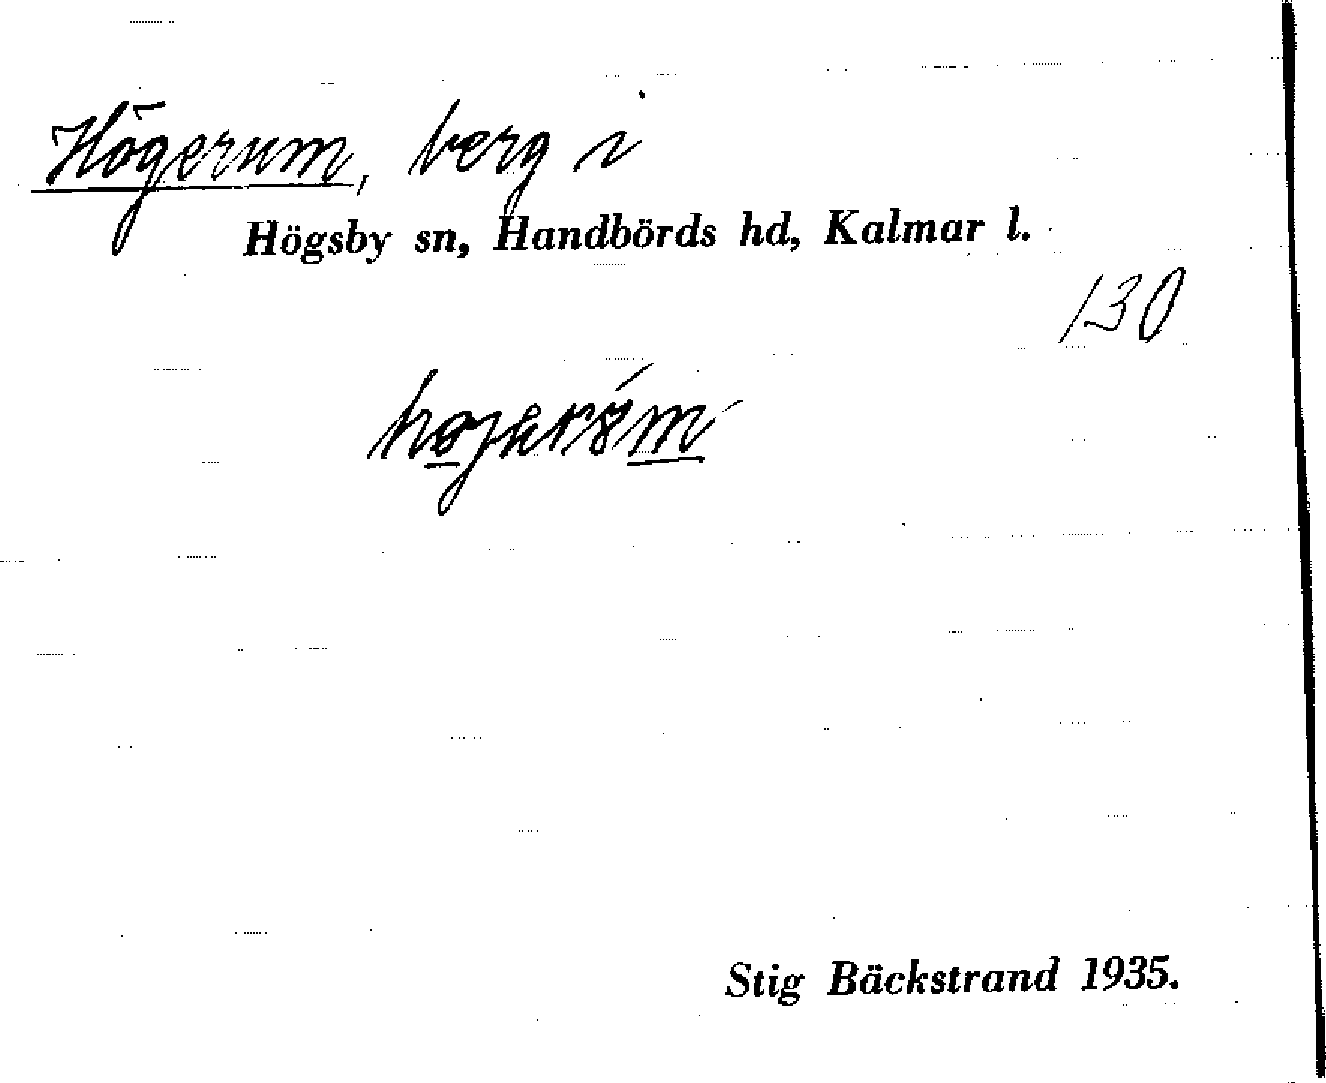 Högerum, berg i
Högsby sn, Handbörds hd, Kalmar l.
130
Stig Bäckstrand 1935.